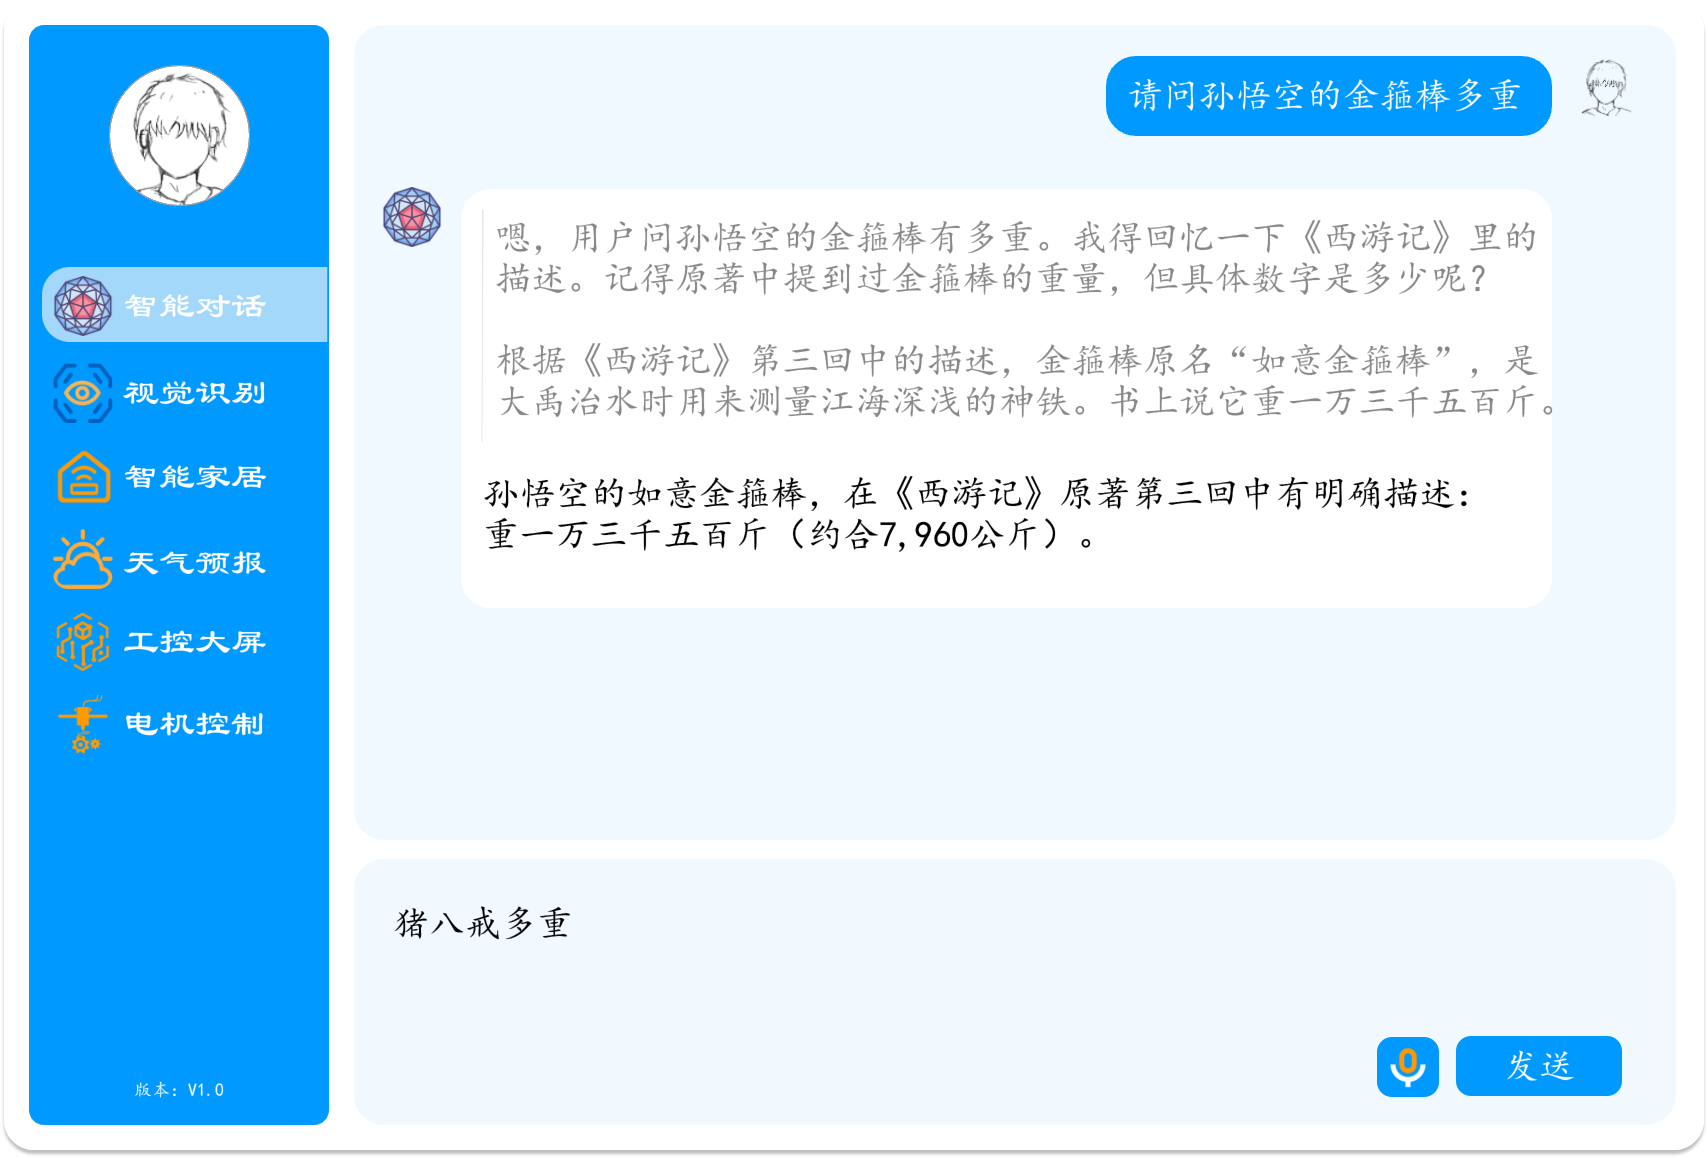 智能对话
视觉识别
智能家居
天气预报
工控大屏
电机控制
版本：V1.0
请问孙悟空的金箍棒多重
嗯，用户问孙悟空的金箍棒有多重。我得回忆一下《西游记》里的
描述。记得原著中提到过金箍棒的重量，但具体数字是多少呢？
根据《西游记》第三回中的描述，金箍棒原名“如意金箍棒”，是
大禹治水时用来测量江海深浅的神铁。书上说它重一万三千五百斤。
孙悟空的如意金箍棒，在《西游记》原著第三回中有明确描述：
重一万三千五百斤（约合7,960公斤）。
猪八戒多重
发送